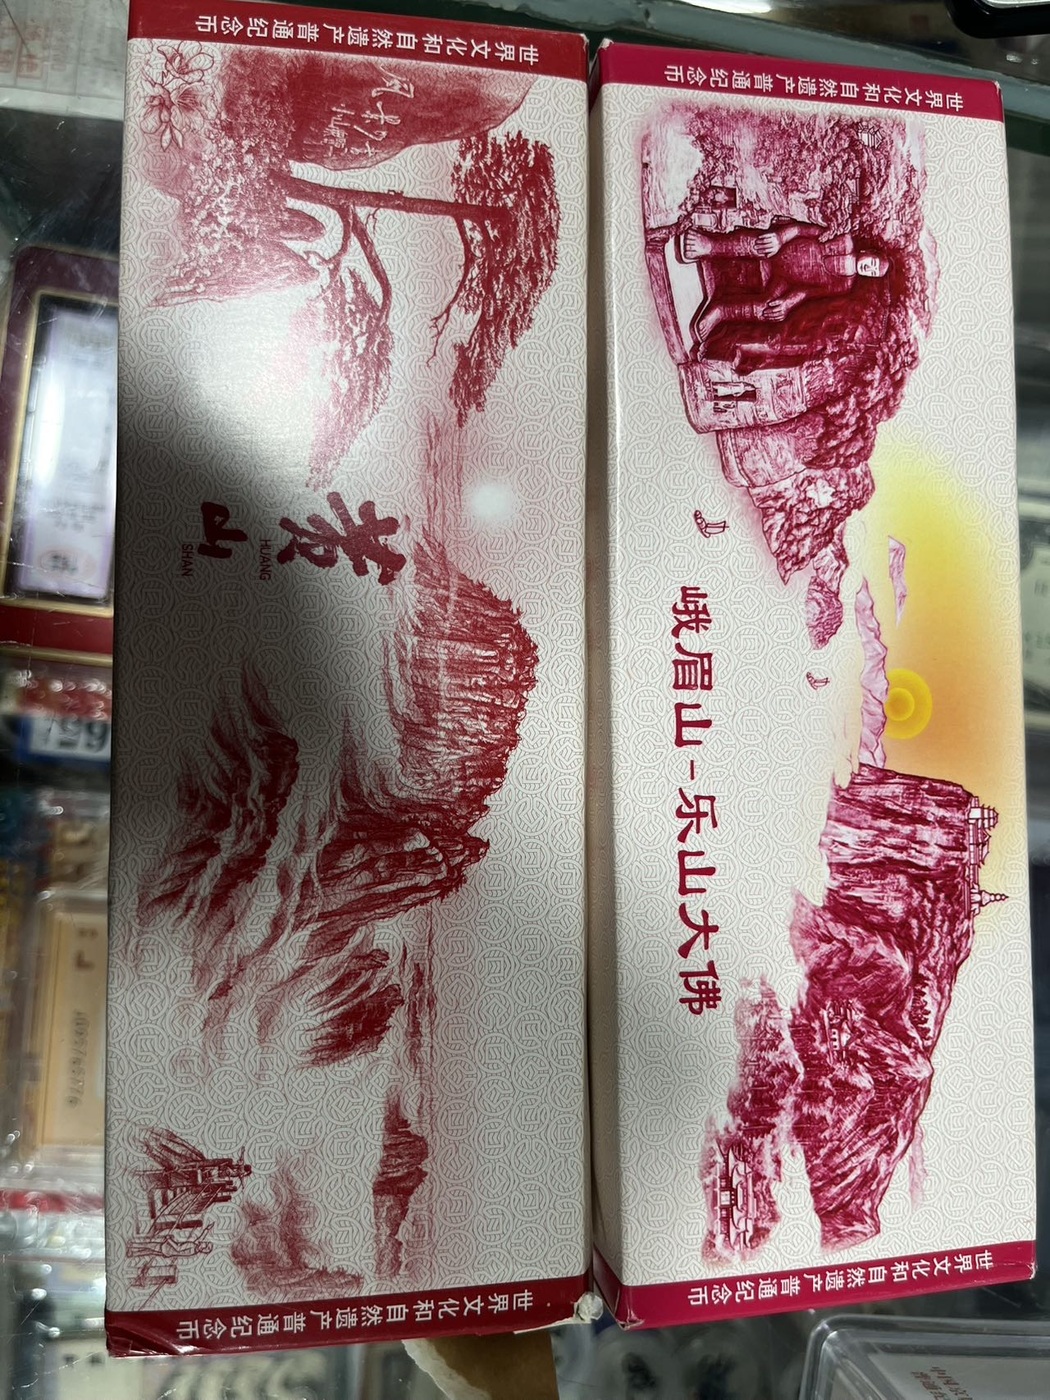 世界文化和自然遗产普通纪念币
黄山
HUANG
SHAN
世界文化和自然遗产普通纪念币
世界文化和自然遗产普通纪念币
峨眉山-乐山大佛
世界文化和自然遗产普通纪念币